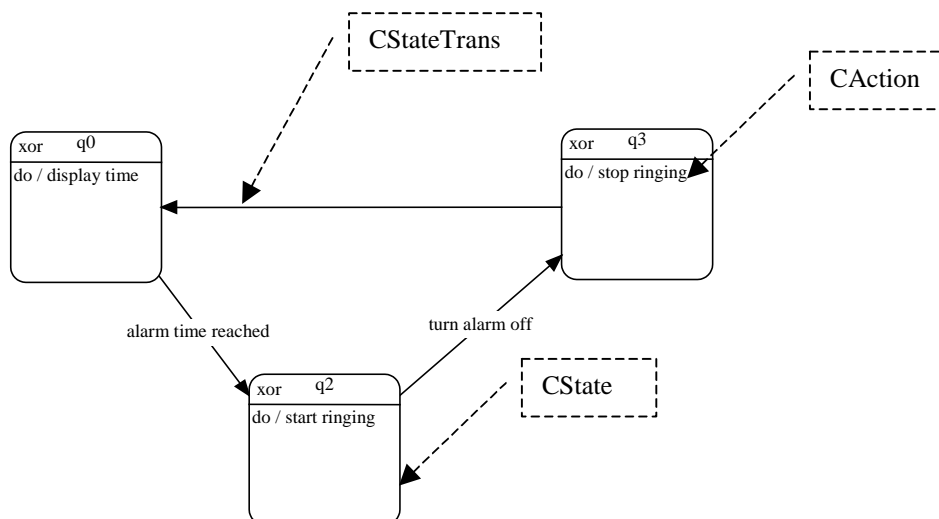 CStateTrans
CAction
xor q0
do / display time
xor q3
do / stop ringing
alarm time reached
turn alarm off
xor q2
do / start ringing
CState